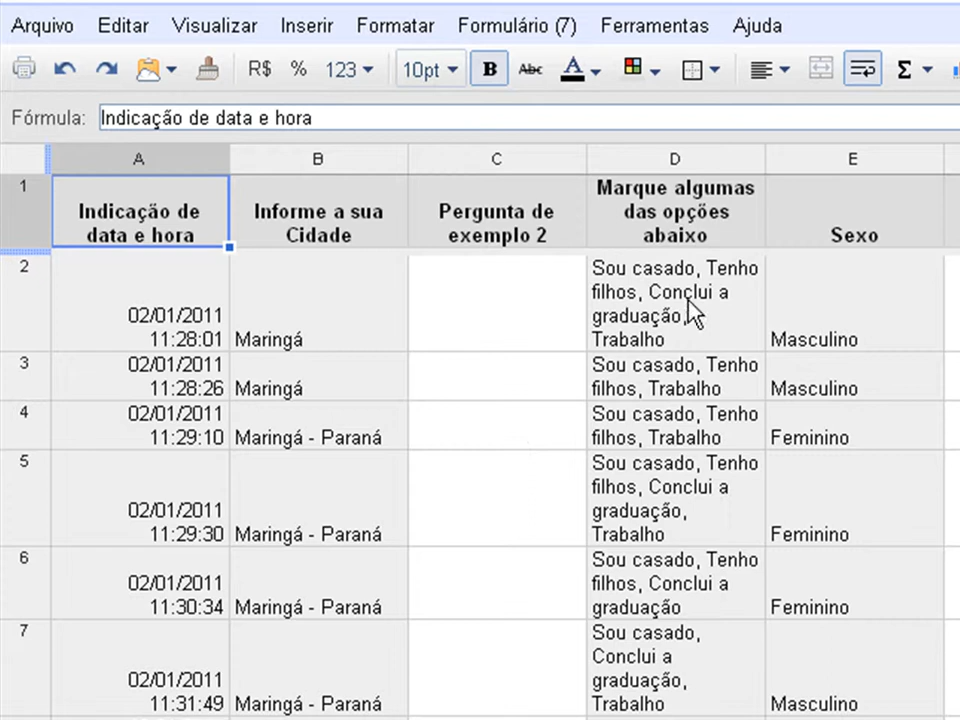 Arquivo Editar Visualizar Inserir Formatar Formulário (7) Ferramentas Ajuda
R$ % 123 10pt B Abc A Σ
Fórmula: Indicação de data e hora
A B C D E
1
Indicação de
data e hora
Informe a sua
Cidade
Pergunta de
exemplo 2
Marque algumas
das opções
abaixo
Sexo
2
02/01/2011
11:28:01
Maringá
Sou casado, Tenho
filhos, Conclui a
graduação,
Trabalho
Masculino
3
02/01/2011
11:28:26
Maringá
Sou casado, Tenho
filhos, Trabalho
Masculino
4
02/01/2011
11:29:10
Maringá - Paraná
Sou casado, Tenho
filhos, Trabalho
Feminino
5
02/01/2011
11:29:30
Maringá - Paraná
Sou casado, Tenho
filhos, Conclui a
graduação,
Trabalho
Feminino
6
02/01/2011
11:30:34
Maringá - Paraná
Sou casado, Tenho
filhos, Conclui a
graduação
Feminino
7
02/01/2011
11:31:49
Maringá - Paraná
Sou casado,
Conclui a
graduação,
Trabalho
Masculino